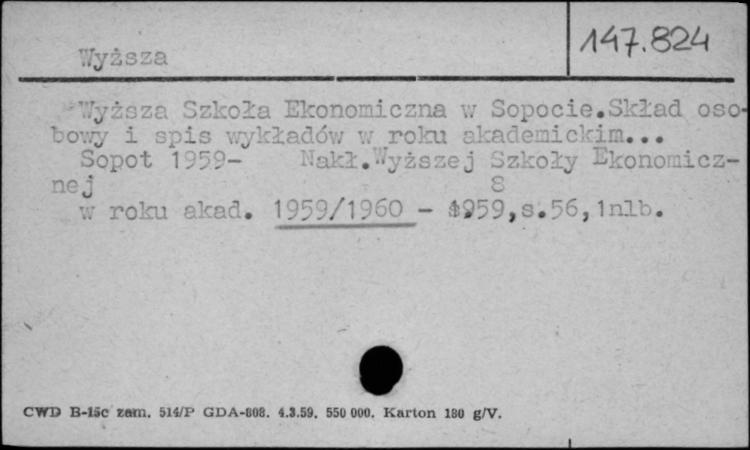 Wyższa
147.824
Wyższa Szkoła Ekonomiczna w Sopocie.Skład oso-
bowy i spis wykładów w roku akademickim...
Sopot 1959- Nakł.Wyższej Szkoły Ekonomicz-
nej 8
w roku akad. 1959/1960 - 1959,s.56,1nlb.
CWD B-15c zam. 514/P GDA-808. 4.3.59. 550 000. Karton 180 g/V.